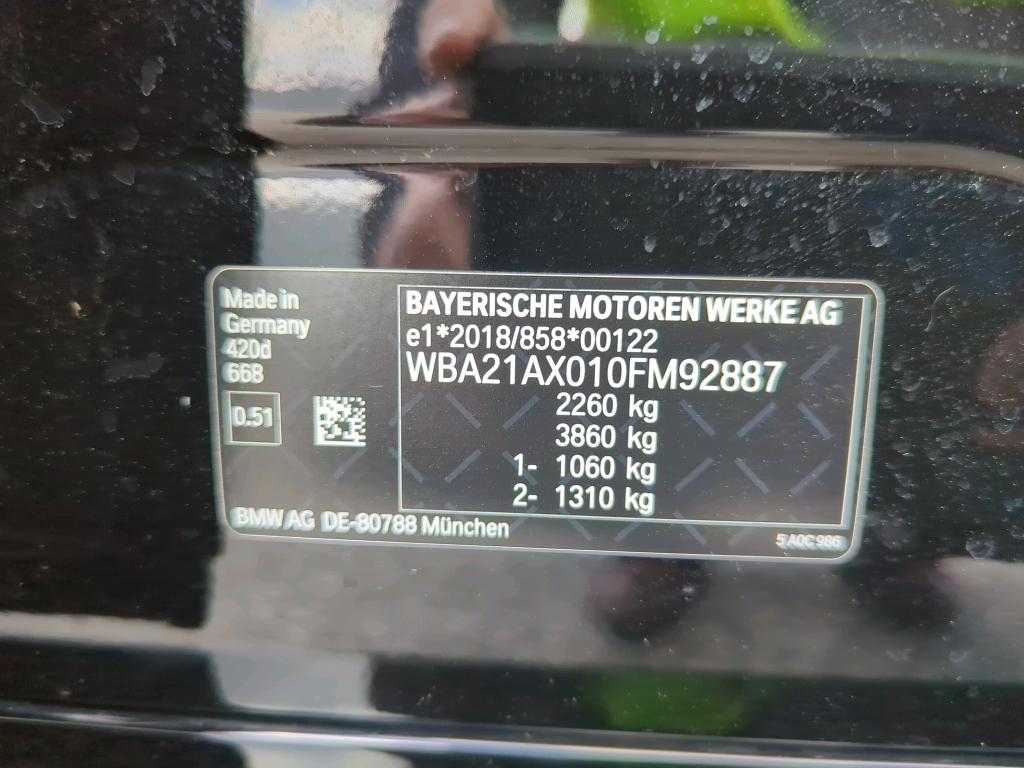 Made in
Germany
420d
668
0.51
BAYERISCHE MOTOREN WERKE AG
e1*2018/858*00122
WBA21AX010FM92887
2260 kg
3860 kg
1- 1060 kg
2- 1310 kg
BMW AG DE-80788 München
5 A0C 986